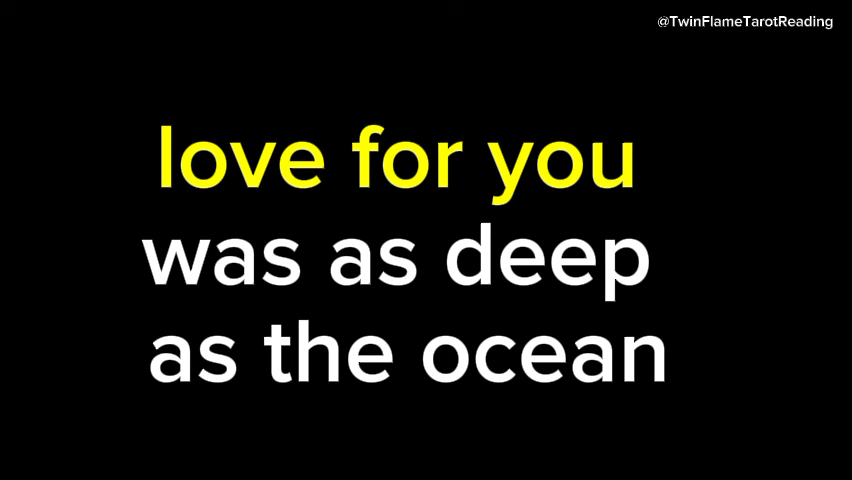 @TwinFlameTarotReading
love for you
was as deep
as the ocean